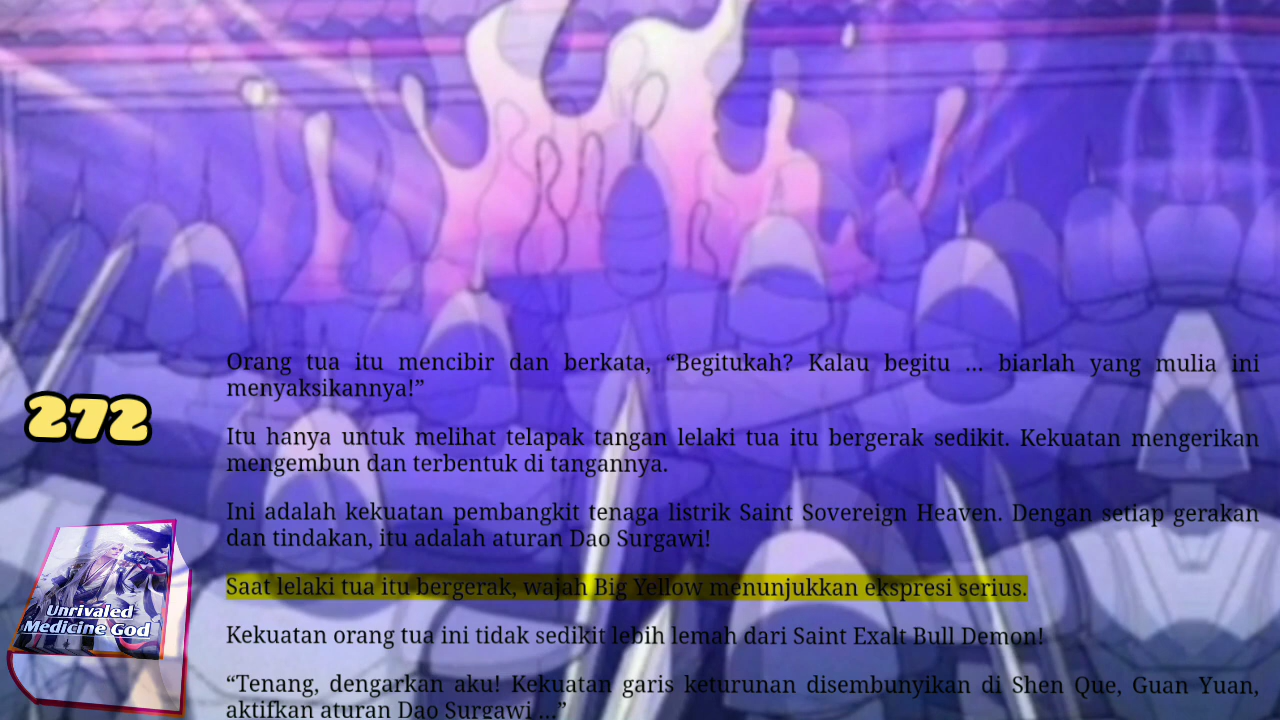 Orang tua itu mencibir dan berkata, “Begitukah? Kalau begitu ... biarlah yang mulia ini
menyaksikannya!”
Itu hanya untuk melihat telapak tangan lelaki tua itu bergerak sedikit. Kekuatan mengerikan
mengembun dan terbentuk di tangannya.
Ini adalah kekuatan pembangkit tenaga listrik Saint Sovereign Heaven. Dengan setiap gerakan
dan tindakan, itu adalah aturan Dao Surgawi!
Saat lelaki tua itu bergerak, wajah Big Yellow menunjukkan ekspresi serius.
Kekuatan orang tua ini tidak sedikit lebih lemah dari Saint Exalt Bull Demon!
“Tenang, dengarkan aku! Kekuatan garis keturunan disembunyikan di Shen Que, Guan Yuan,
aktifkan aturan Dao Surgawi ...”
272
Unrivaled
Medicine God